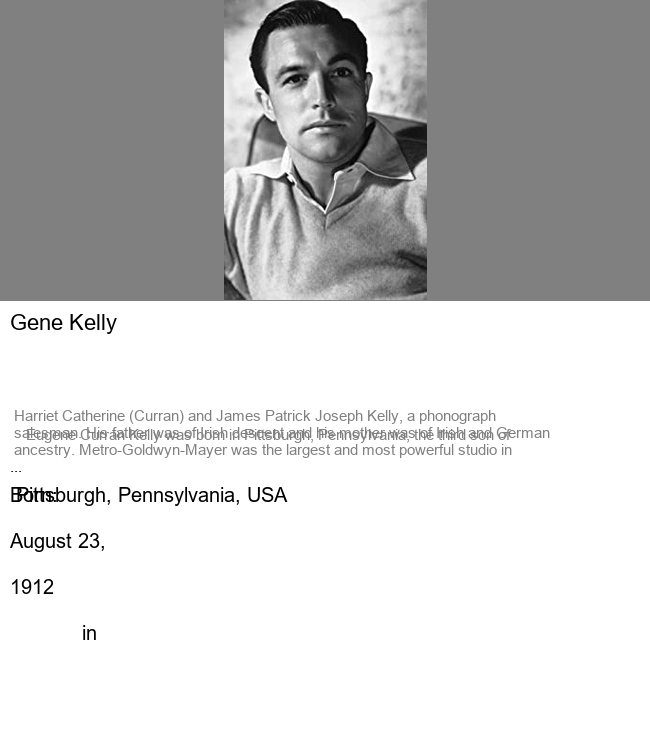 Gene Kelly
Harriet Catherine (Curran) and James Patrick Joseph Kelly, a phonograph
Eugene Curran Kelly was born in Pittsburgh, Pennsylvania, the third son of
salesman. His father was of Irish descent and his mother was of Irish and German
ancestry. Metro-Goldwyn-Mayer was the largest and most powerful studio in
...
Born:
Pittsburgh, Pennsylvania, USA
August 23,
1912
in